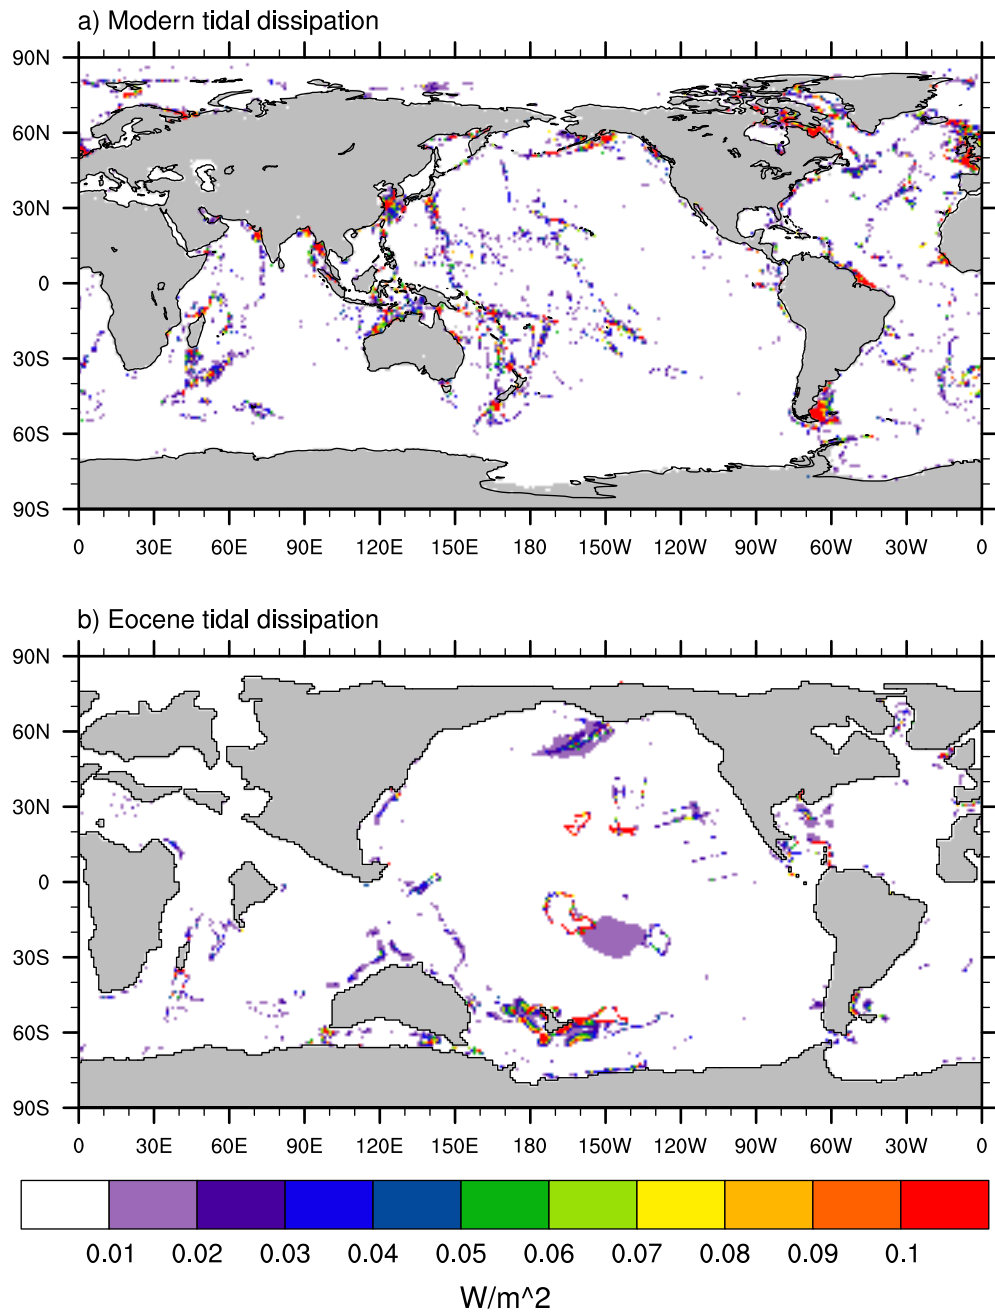 a) Modern tidal dissipation
90N
60N
30N
0
30S
60S
90S
0 30E 60E 90E 120E 150E 180 150W 120W 90W 60W 30W 0
b) Eocene tidal dissipation
90N
60N
30N
0
30S
60S
90S
0 30E 60E 90E 120E 150E 180 150W 120W 90W 60W 30W 0
0.01 0.02 0.03 0.04 0.05 0.06 0.07 0.08 0.09 0.1
W/m^2